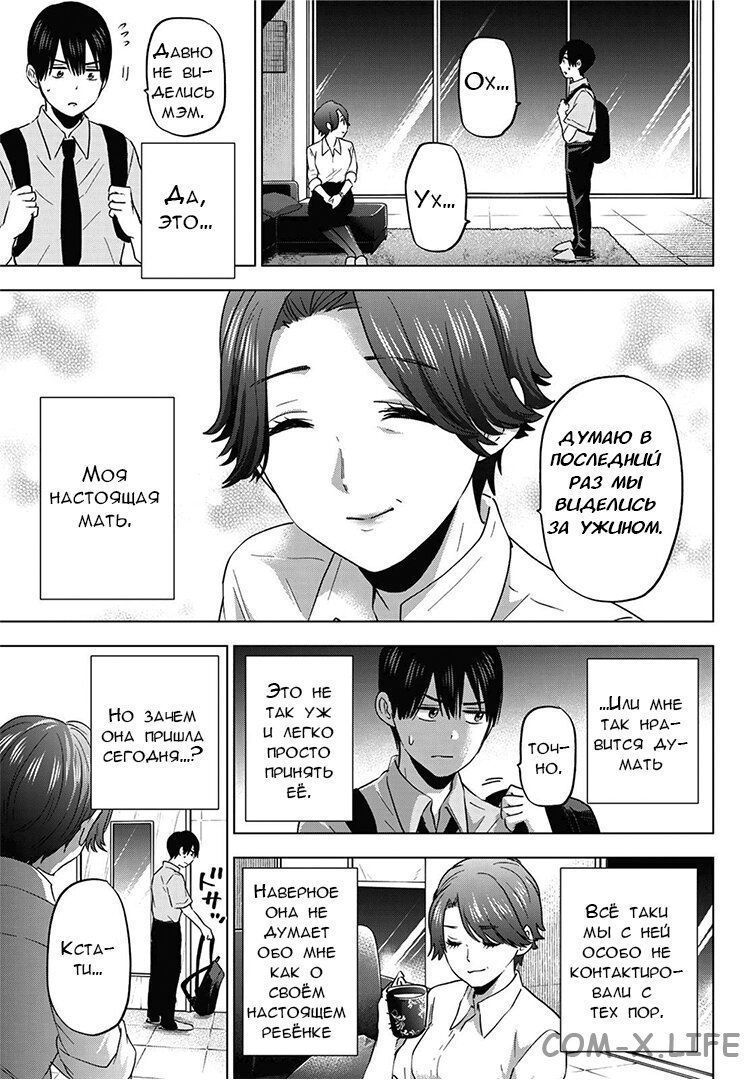 Ох...
Ух...
Давно
не ви-
делись
мэм.
Да,
это...
думаю в
последний
раз мы
виделись
за ужином.
Моя
настоящая
мать.
...Или мне
так нра-
вится ду-
мать
точ-
но.
Это не
так уж
и легко
просто
принять
её.
Но зачем
она пришла
сегодня...?
Всё таки
мы с ней
особо не
контактиро-
вали с
тех пор.
Наверное
она не
думает
обо мне
как о
своём
настоящем
ребёнке
Кста-
ти...
ドサッ
COM-X.LIFE